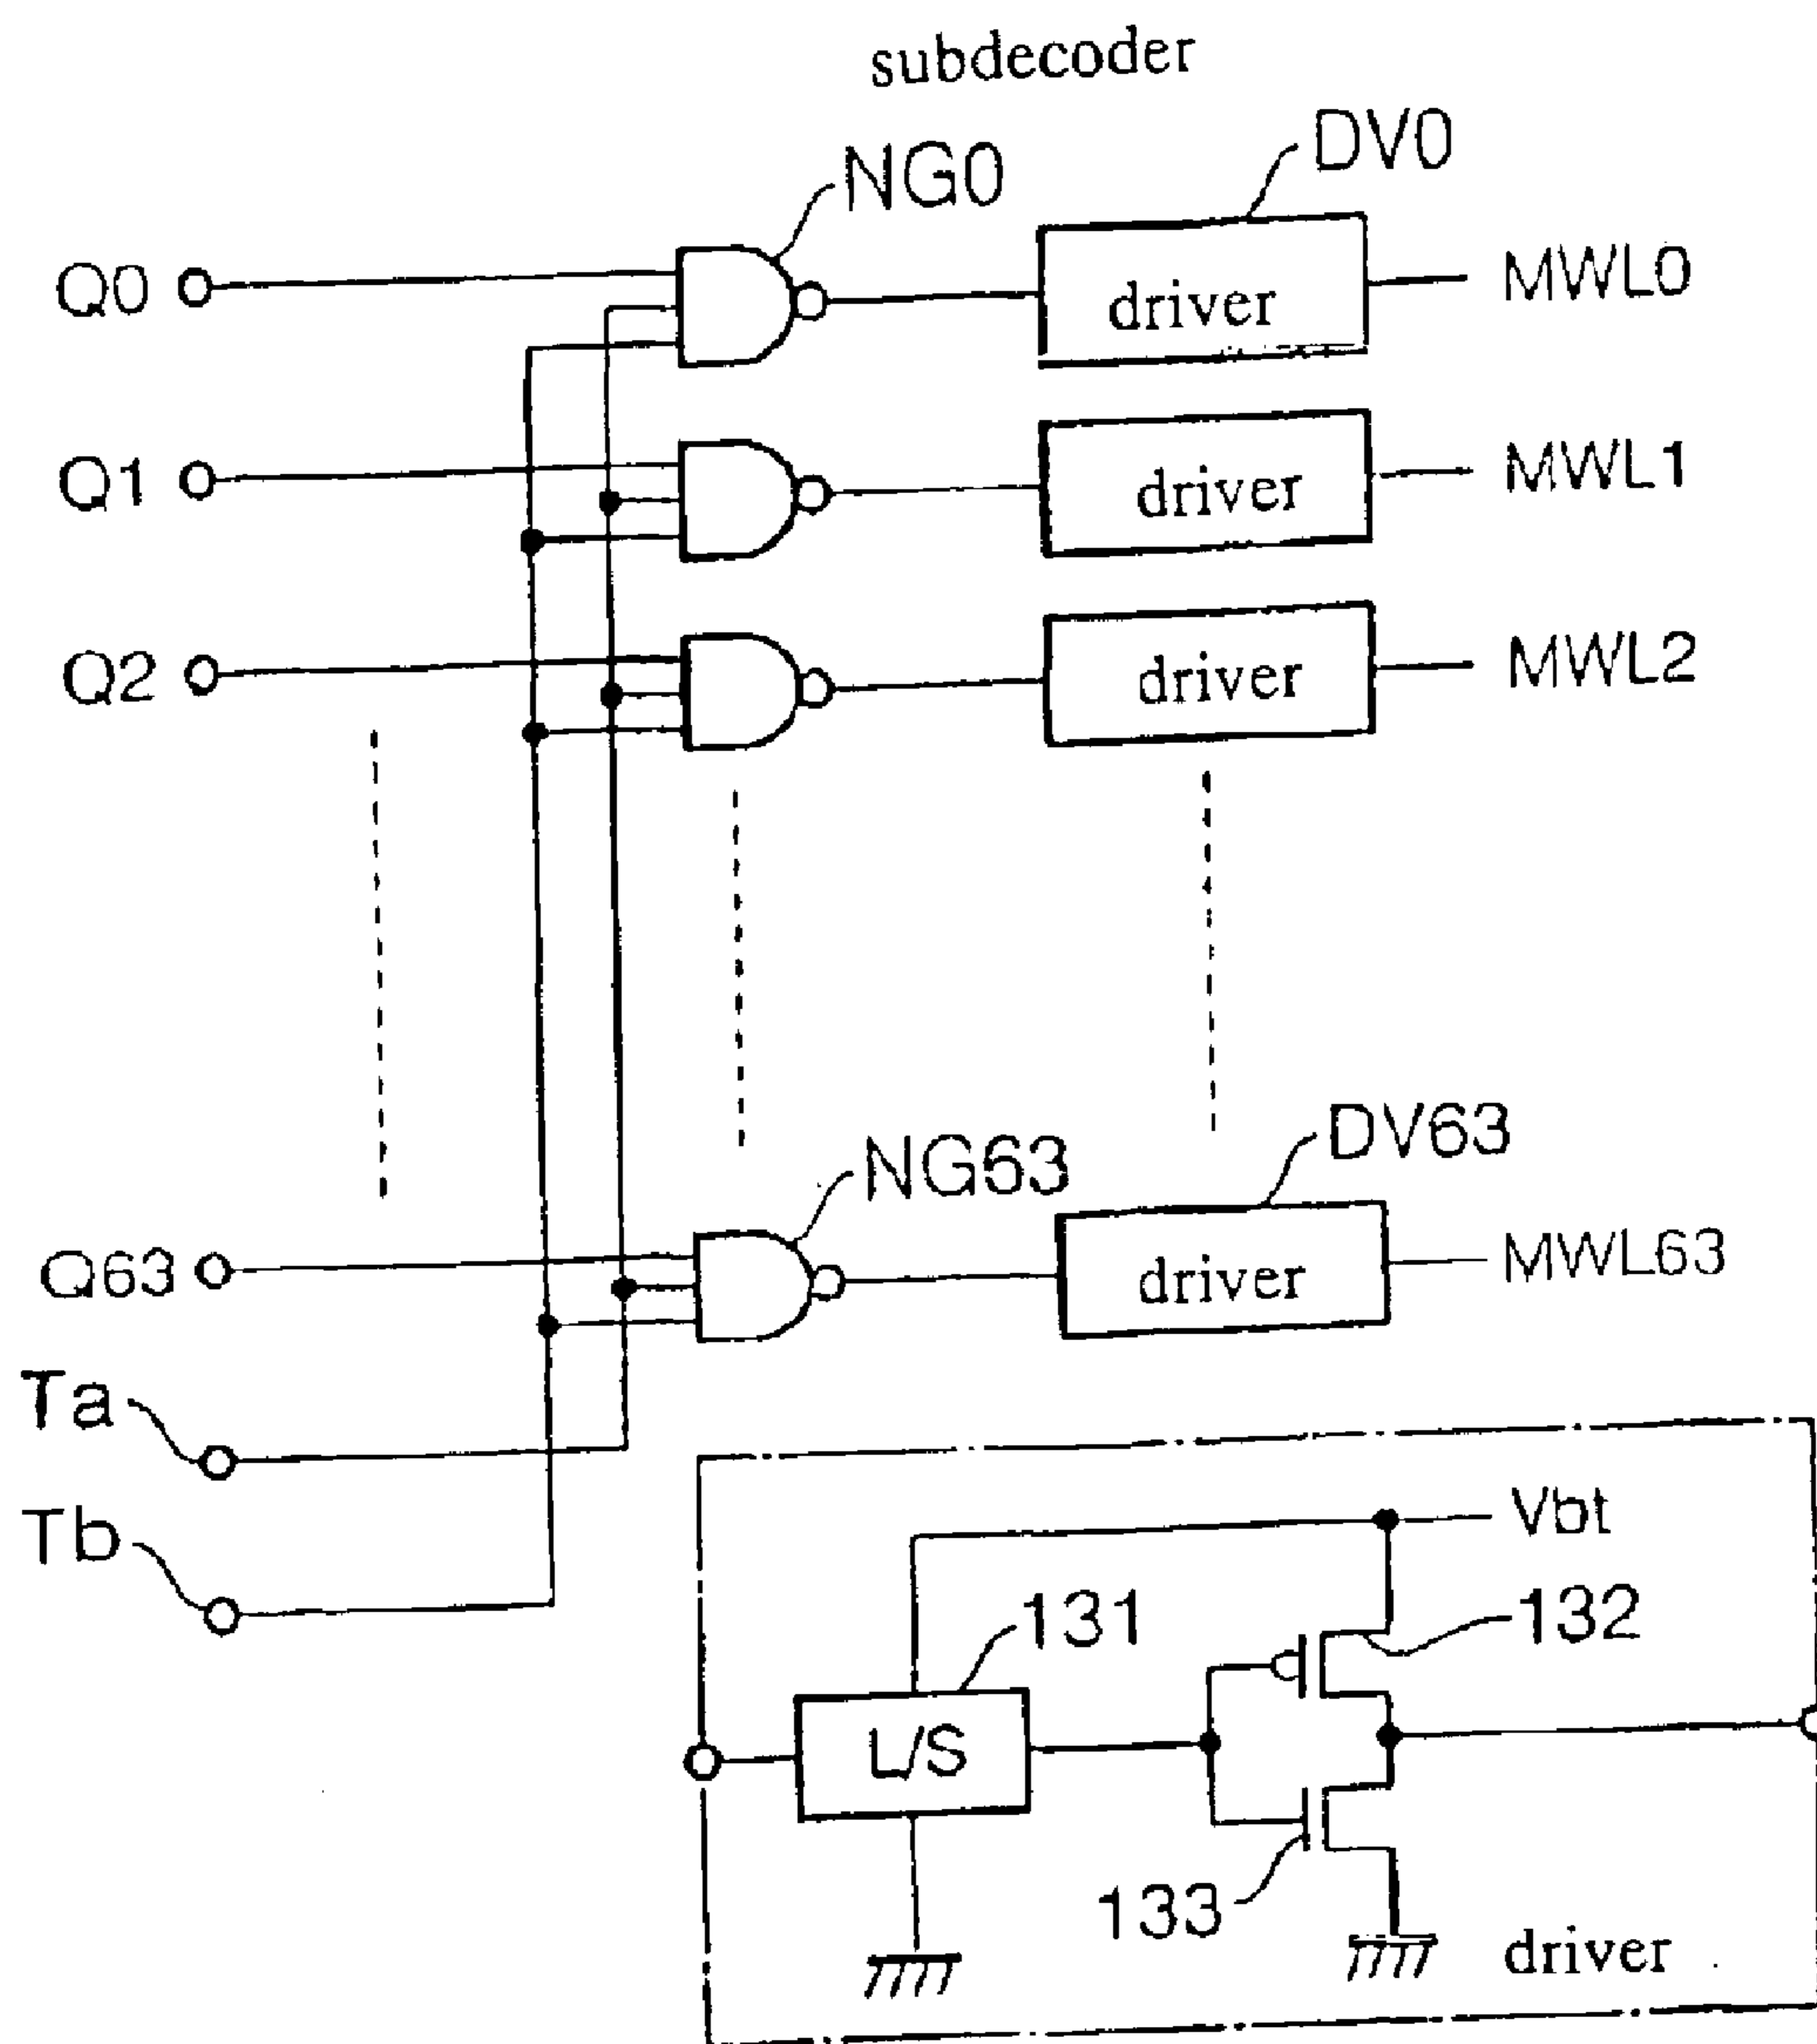 subdecoder
DV0
NG0
Q0
driver
MWL0
Q1
driver
MWL1
Q2
driver
MWL2
DV63
NG63
Q63
driver
MWL63
Ta
Tb
Vbt
131
132
L/S
133
driver